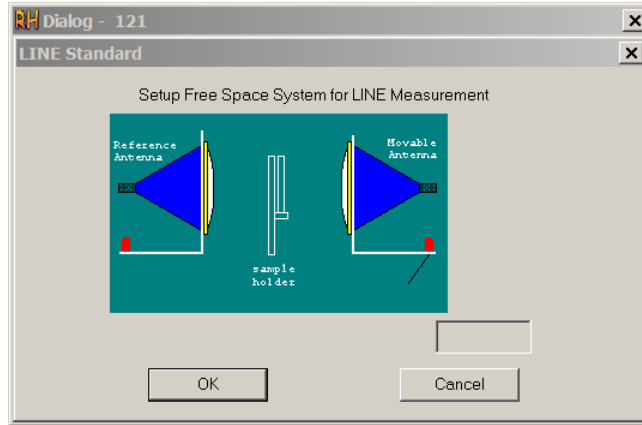 RH Dialog - 121
LINE Standard
Setup Free Space System for LINE Measurement
Reference
Antenna
Movable
Antenna
sample
holder
OK
Cancel